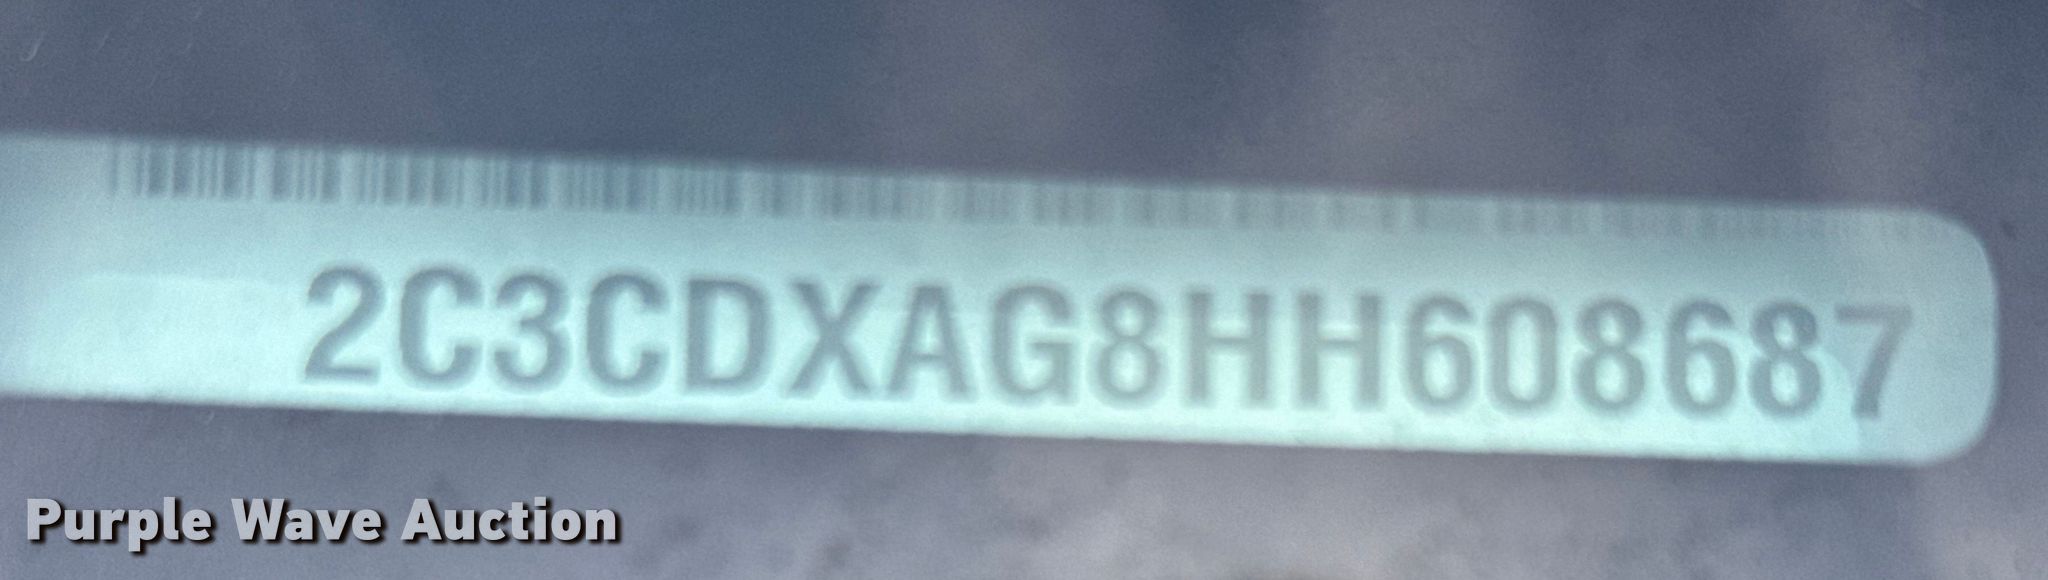 2C3CDXAG8HH608687
Purple Wave Auction